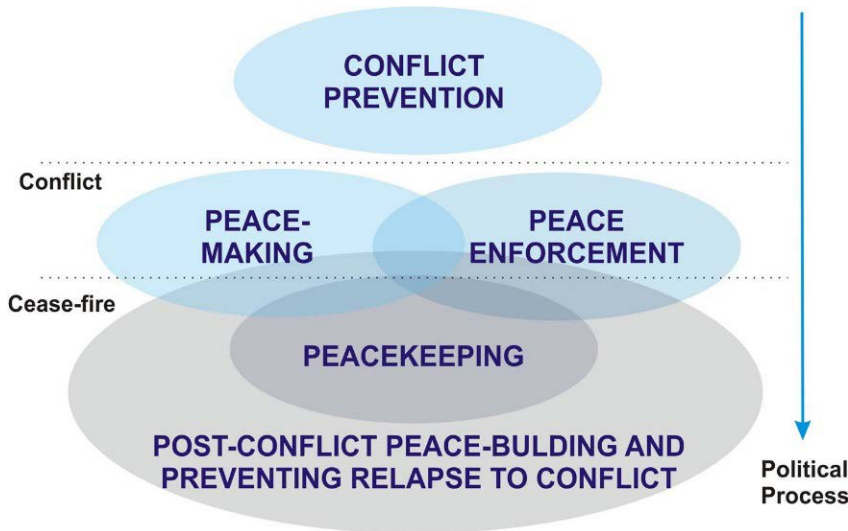 CONFLICT
PREVENTION
Conflict
PEACE-
MAKING
PEACE
ENFORCEMENT
Cease-fire
PEACEKEEPING
POST-CONFLICT PEACE-BULDING AND
PREVENTING RELAPSE TO CONFLICT
Political
Process